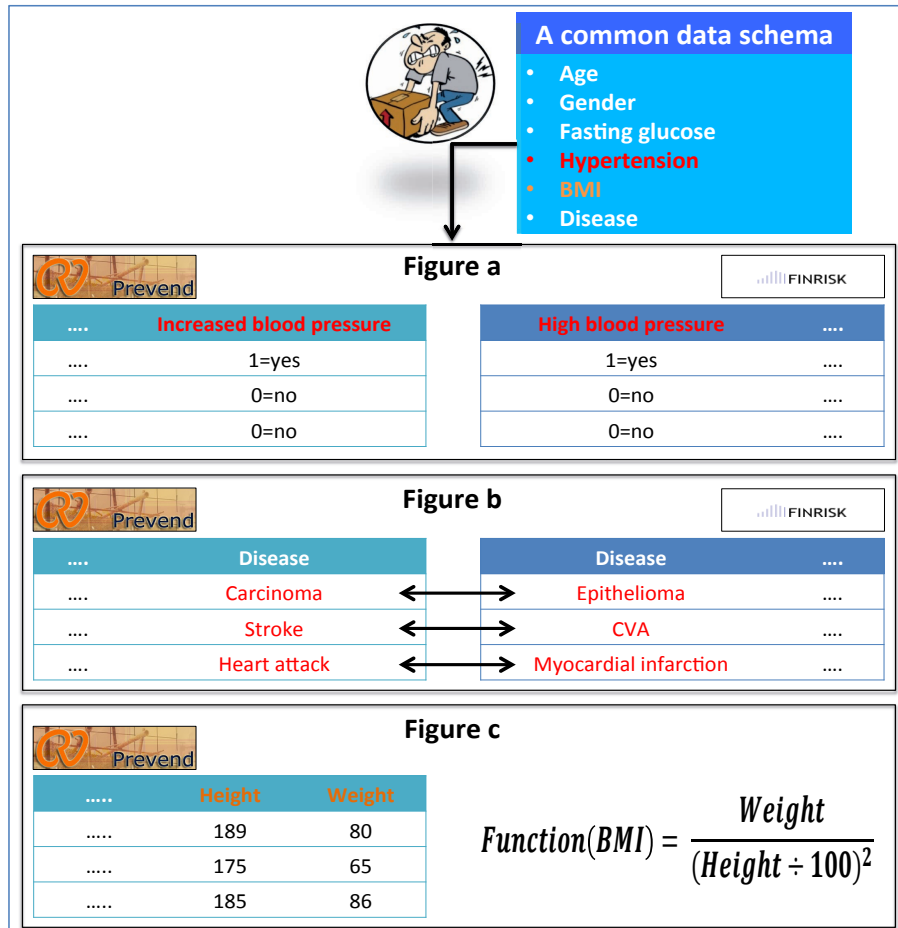 A common data schema
• Age
• Gender
• Fasting glucose
• Hypertension
• BMI
• Disease
Figure a
Prevend
FINRISK
.... Increased blood pressure
.... 1=yes
.... 0=no
.... 0=no
High blood pressure ....
1=yes ....
0=no ....
0=no ....
Figure b
Prevend
FINRISK
.... Disease
.... Carcinoma
.... Stroke
.... Heart attack
Disease ....
Epithelioma ....
CVA ....
Myocardial infarction ....
Figure c
Prevend
..... Height Weight
..... 189 80
..... 175 65
..... 185 86
Function(BMI) = Weight / (Height ÷ 100)²